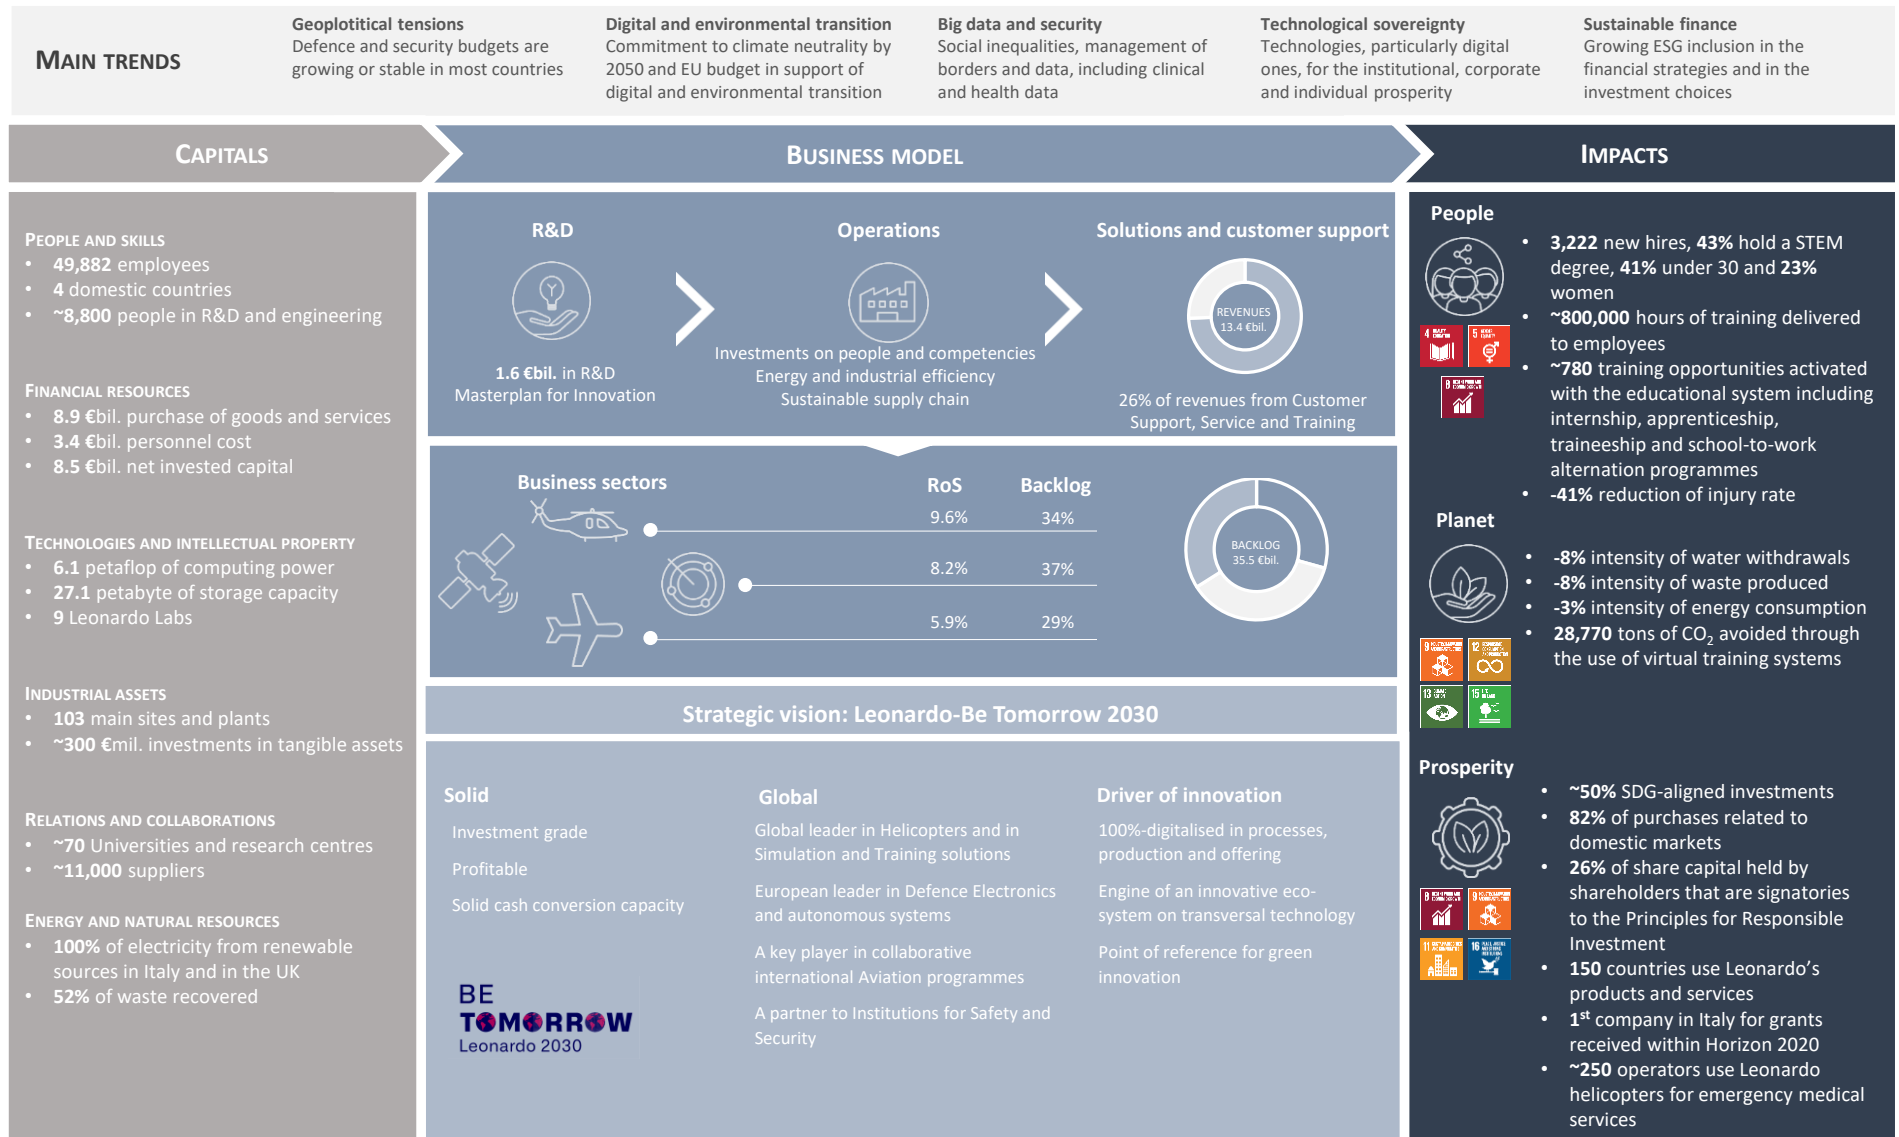 MAIN TRENDS
Geoplotitical tensions
Defence and security budgets are
growing or stable in most countries
Digital and environmental transition
Commitment to climate neutrality by
2050 and EU budget in support of
digital and environmental transition
Big data and security
Social inequalities, management of
borders and data, including clinical
and health data
Technological sovereignty
Technologies, particularly digital
ones, for the institutional, corporate
and individual prosperity
Sustainable finance
Growing ESG inclusion in the
financial strategies and in the
investment choices
CAPITALS
PEOPLE AND SKILLS
• 49,882 employees
• 4 domestic countries
• ~8,800 people in R&D and engineering
FINANCIAL RESOURCES
• 8.9 €bil. purchase of goods and services
• 3.4 €bil. personnel cost
• 8.5 €bil. net invested capital
TECHNOLOGIES AND INTELLECTUAL PROPERTY
• 6.1 petaflop of computing power
• 27.1 petabyte of storage capacity
• 9 Leonardo Labs
INDUSTRIAL ASSETS
• 103 main sites and plants
• ~300 €mil. investments in tangible assets
RELATIONS AND COLLABORATIONS
• ~70 Universities and research centres
• ~11,000 suppliers
ENERGY AND NATURAL RESOURCES
• 100% of electricity from renewable
sources in Italy and in the UK
• 52% of waste recovered
BUSINESS MODEL
R&D
1.6 €bil. in R&D
Masterplan for Innovation
Operations
Investments on people and competencies
Energy and industrial efficiency
Sustainable supply chain
Solutions and customer support
REVENUES
13.4 €bil.
26% of revenues from Customer
Support, Service and Training
Business sectors RoS Backlog
9.6% 34%
8.2% 37%
5.9% 29%
BACKLOG
35.5 €bil.
Strategic vision: Leonardo-Be Tomorrow 2030
Solid
Investment grade
Profitable
Solid cash conversion capacity
BE
TOMORROW
Leonardo 2030
Global
Global leader in Helicopters and in
Simulation and Training solutions
European leader in Defence Electronics
and autonomous systems
A key player in collaborative
international Aviation programmes
A partner to Institutions for Safety and
Security
Driver of innovation
100%-digitalised in processes,
production and offering
Engine of an innovative eco-
system on transversal technology
Point of reference for green
innovation
IMPACTS
People
4
5
8
• 3,222 new hires, 43% hold a STEM
degree, 41% under 30 and 23%
women
• ~800,000 hours of training delivered
to employees
• ~780 training opportunities activated
with the educational system including
internship, apprenticeship,
traineeship and school-to-work
alternation programmes
• -41% reduction of injury rate
Planet
9
12
13
15
• -8% intensity of water withdrawals
• -8% intensity of waste produced
• -3% intensity of energy consumption
• 28,770 tons of CO2 avoided through
the use of virtual training systems
Prosperity
8
9
11
16
• ~50% SDG-aligned investments
• 82% of purchases related to
domestic markets
• 26% of share capital held by
shareholders that are signatories
to the Principles for Responsible
Investment
• 150 countries use Leonardo's
products and services
• 1st company in Italy for grants
received within Horizon 2020
• ~250 operators use Leonardo
helicopters for emergency medical
services